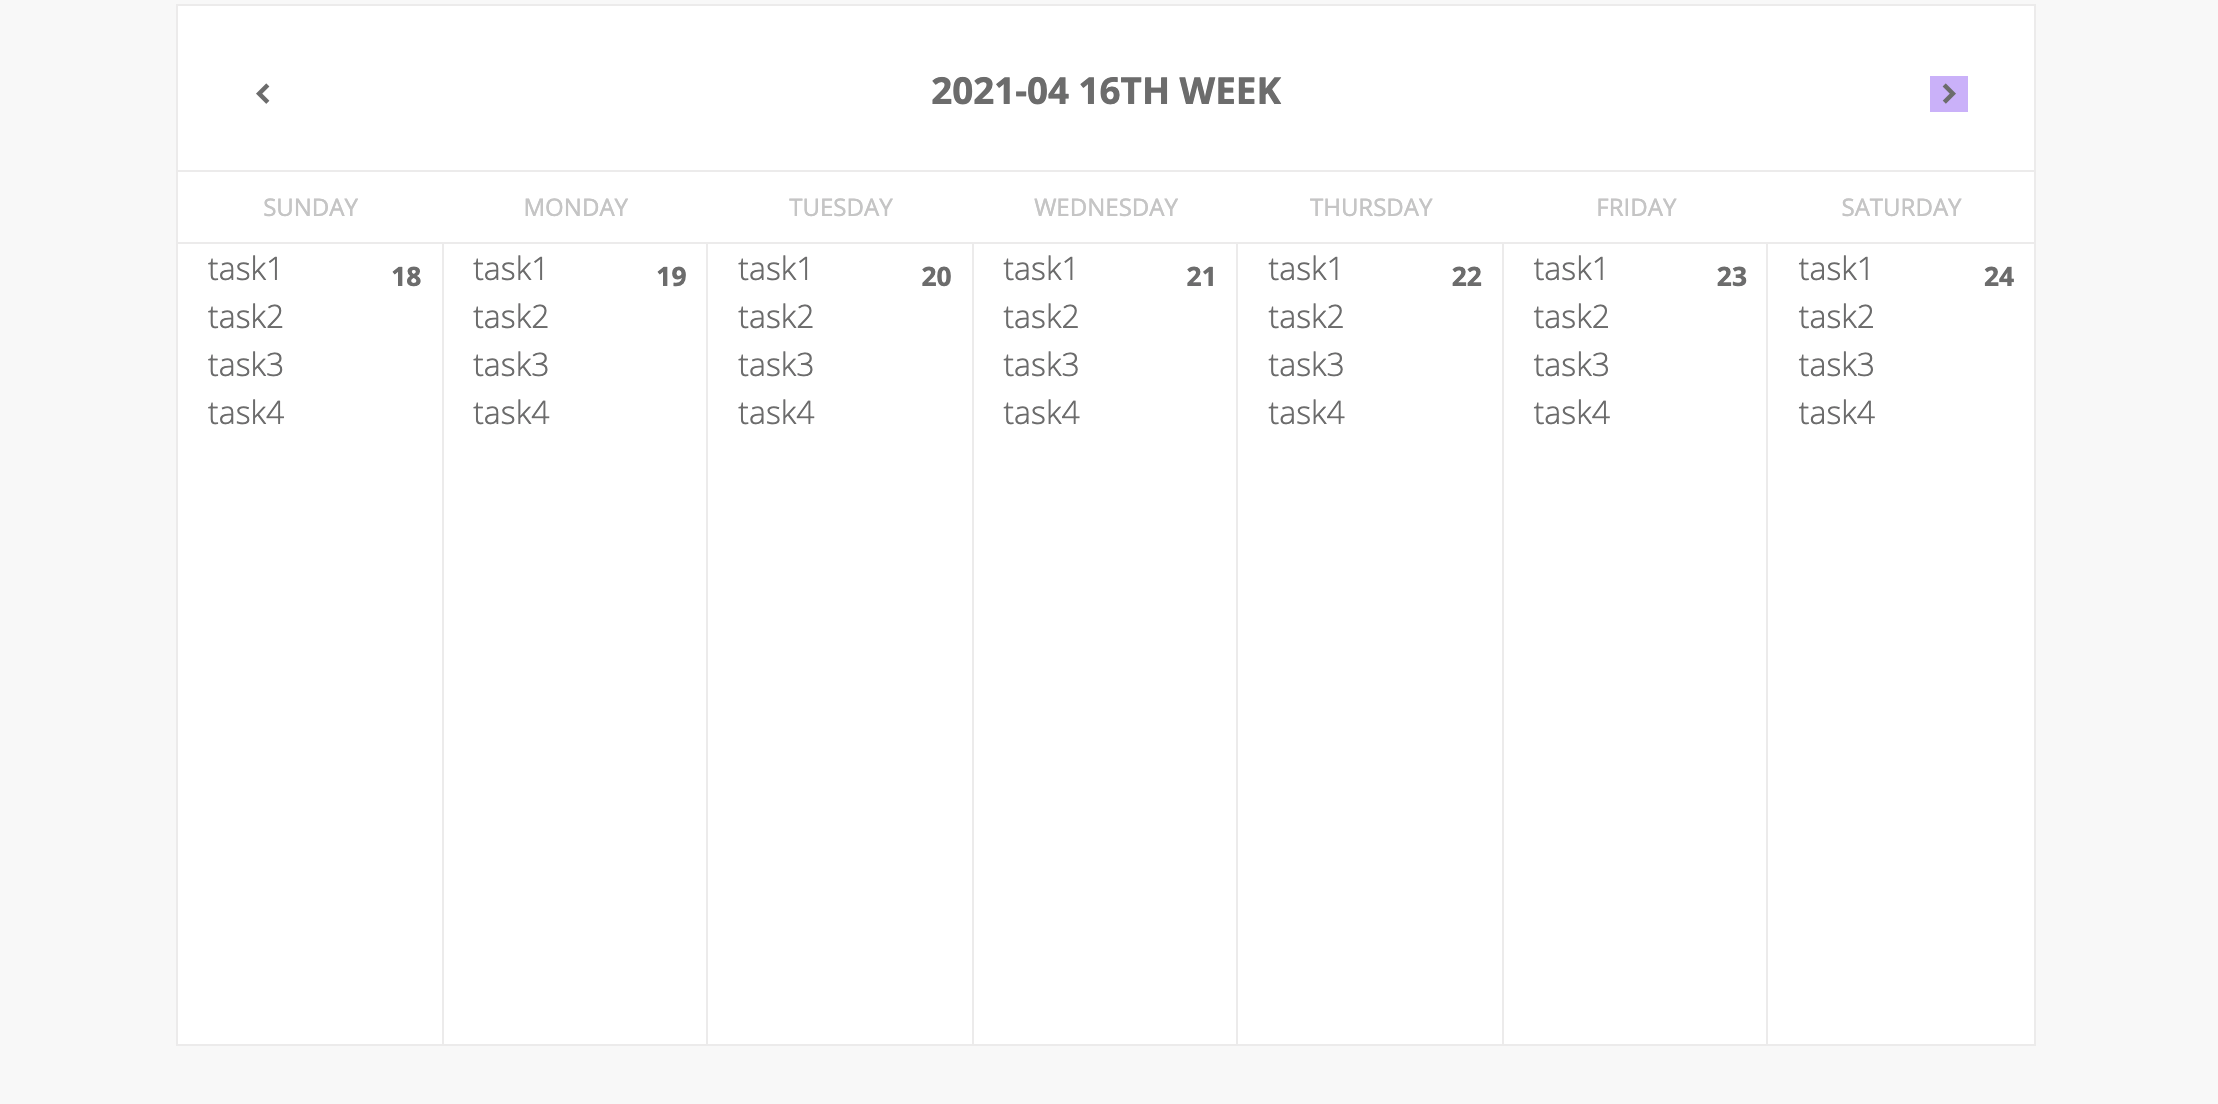 2021-04 16TH WEEK
SUNDAY MONDAY TUESDAY WEDNESDAY THURSDAY FRIDAY SATURDAY
task1 18 task1 19 task1 20 task1 21 task1 22 task1 23 task1 24
task2 task2 task2 task2 task2 task2 task2
task3 task3 task3 task3 task3 task3 task3
task4 task4 task4 task4 task4 task4 task4